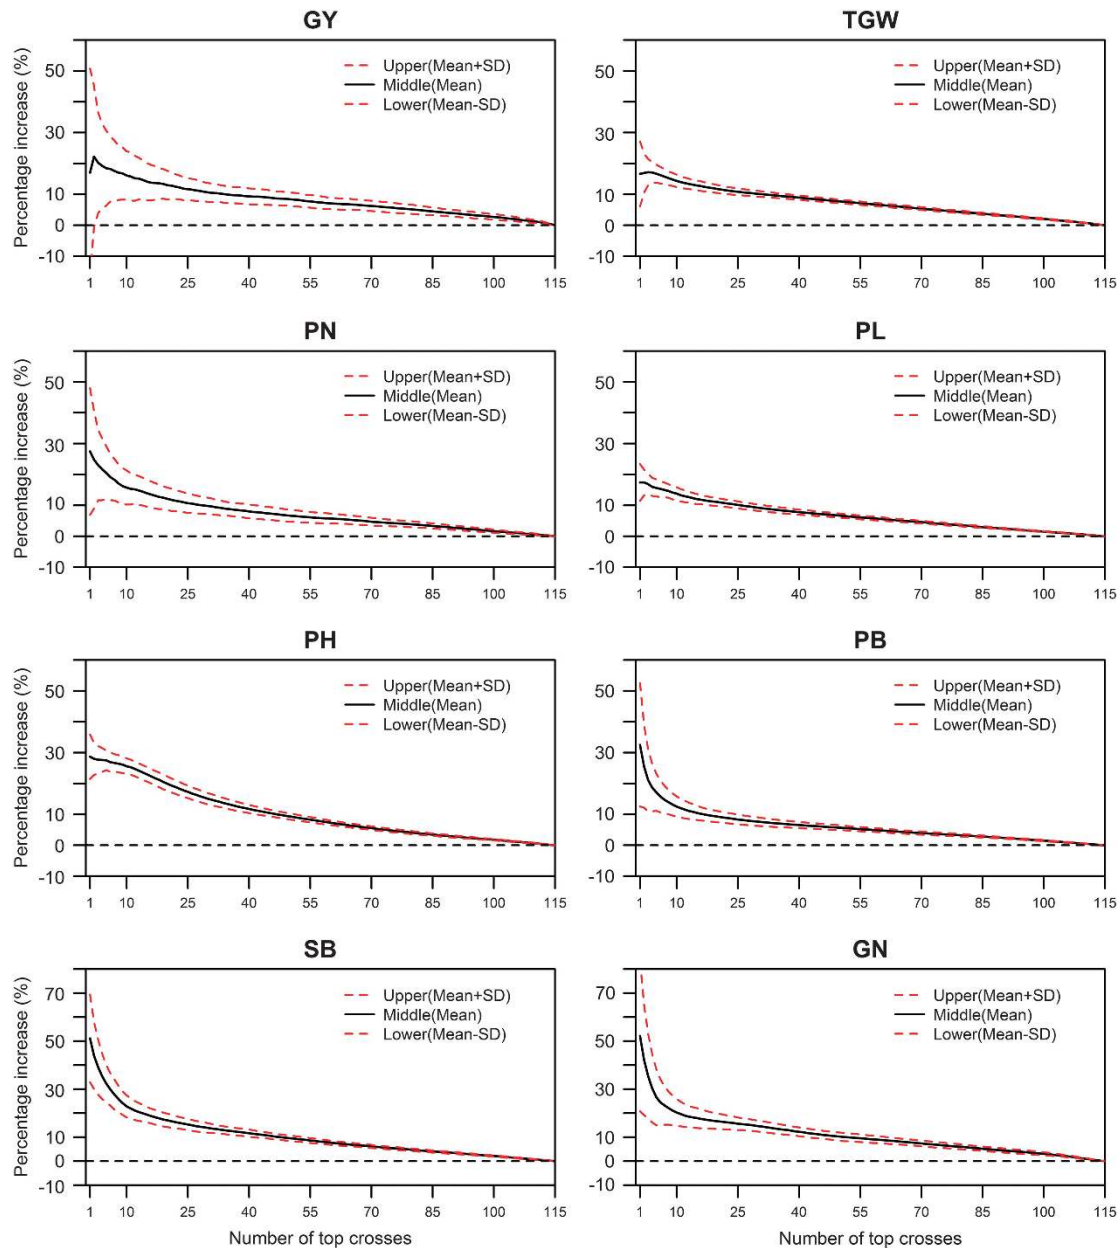 GY
Percentage increase (%)
50
30
10
0
-10
Upper(Mean+SD)
Middle(Mean)
Lower(Mean-SD)
1 10 25 40 55 70 85 100 115
TGW
50
30
10
0
-10
Upper(Mean+SD)
Middle(Mean)
Lower(Mean-SD)
1 10 25 40 55 70 85 100 115
PN
Percentage increase (%)
50
30
10
0
-10
Upper(Mean+SD)
Middle(Mean)
Lower(Mean-SD)
1 10 25 40 55 70 85 100 115
PL
50
30
10
0
-10
Upper(Mean+SD)
Middle(Mean)
Lower(Mean-SD)
1 10 25 40 55 70 85 100 115
PH
Percentage increase (%)
50
30
10
0
-10
Upper(Mean+SD)
Middle(Mean)
Lower(Mean-SD)
1 10 25 40 55 70 85 100 115
PB
50
30
10
0
-10
Upper(Mean+SD)
Middle(Mean)
Lower(Mean-SD)
1 10 25 40 55 70 85 100 115
SB
Percentage increase (%)
70
50
30
10
0
-10
Upper(Mean+SD)
Middle(Mean)
Lower(Mean-SD)
1 10 25 40 55 70 85 100 115
Number of top crosses
GN
70
50
30
10
0
-10
Upper(Mean+SD)
Middle(Mean)
Lower(Mean-SD)
1 10 25 40 55 70 85 100 115
Number of top crosses